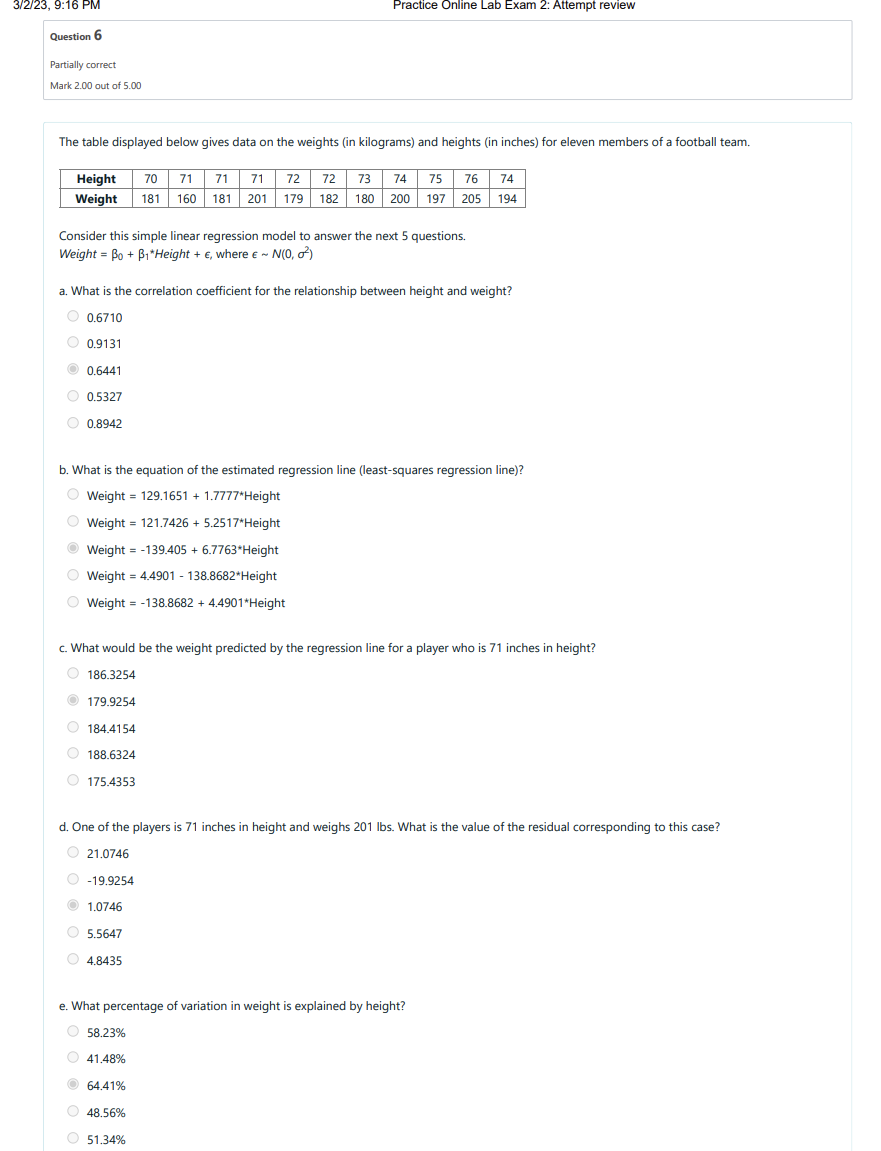 3/2/23, 9:16 PM Practice Online Lab Exam 2: Attempt review
Question 6
Partially correct
Mark 2.00 out of 5.00
The table displayed below gives data on the weights (in kilograms) and heights (in inches) for eleven members of a football team.
Height 70 71 71 71 72 72 73 74 75 76 74
Weight 181 160 181 201 179 182 180 200 197 205 194
Consider this simple linear regression model to answer the next 5 questions.
Weight = β₀ + β₁*Height + ϵ, where ϵ ~ N(0, σ²)
a. What is the correlation coefficient for the relationship between height and weight?
0.6710
0.9131
0.6441
0.5327
0.8942
b. What is the equation of the estimated regression line (least-squares regression line)?
Weight = 129.1651 + 1.7777*Height
Weight = 121.7426 + 5.2517*Height
Weight = -139.405 + 6.7763*Height
Weight = 4.4901 - 138.8682*Height
Weight = -138.8682 + 4.4901*Height
c. What would be the weight predicted by the regression line for a player who is 71 inches in height?
186.3254
179.9254
184.4154
188.6324
175.4353
d. One of the players is 71 inches in height and weighs 201 lbs. What is the value of the residual corresponding to this case?
21.0746
-19.9254
1.0746
5.5647
4.8435
e. What percentage of variation in weight is explained by height?
58.23%
41.48%
64.41%
48.56%
51.34%